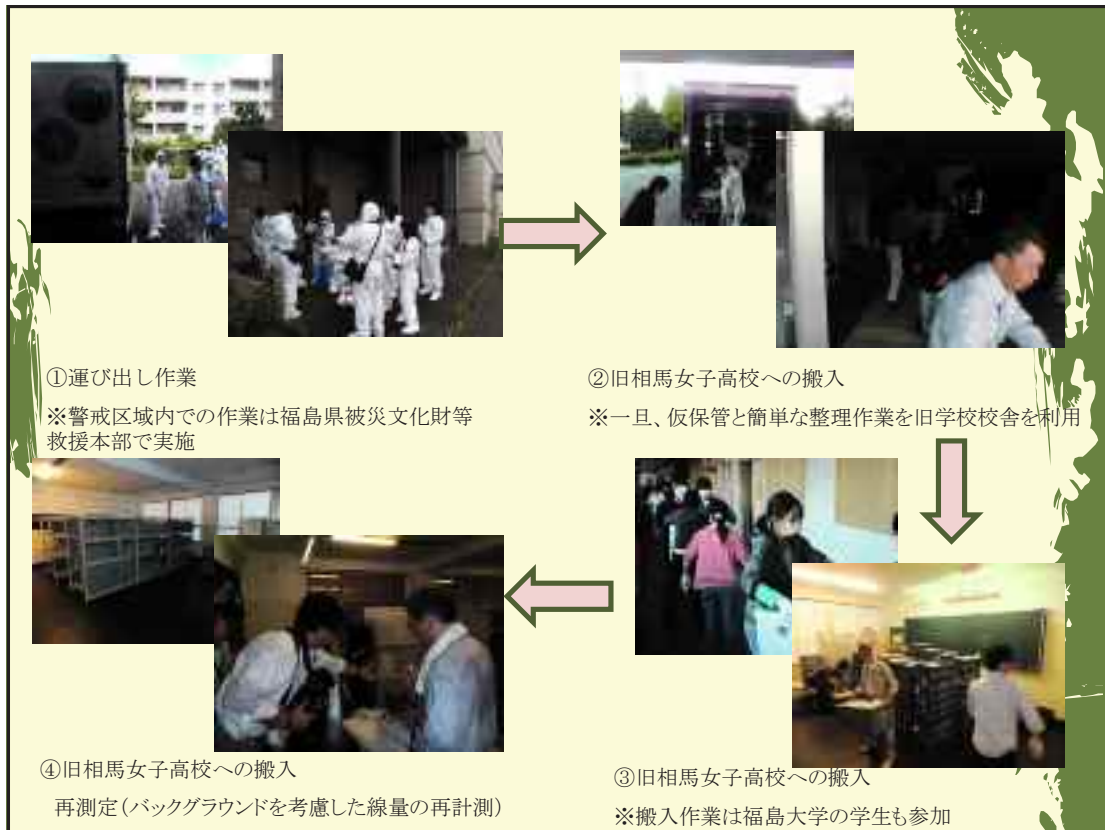 ①運び出し作業
※警戒区域内での作業は福島県被災文化財等
救援本部で実施
②旧相馬女子高校への搬入
※一旦、仮保管と簡単な整理作業を旧学校校舎を利用
③旧相馬女子高校への搬入
※搬入作業は福島大学の学生も参加
④旧相馬女子高校への搬入
再測定(バックグラウンドを考慮した線量の再計測)